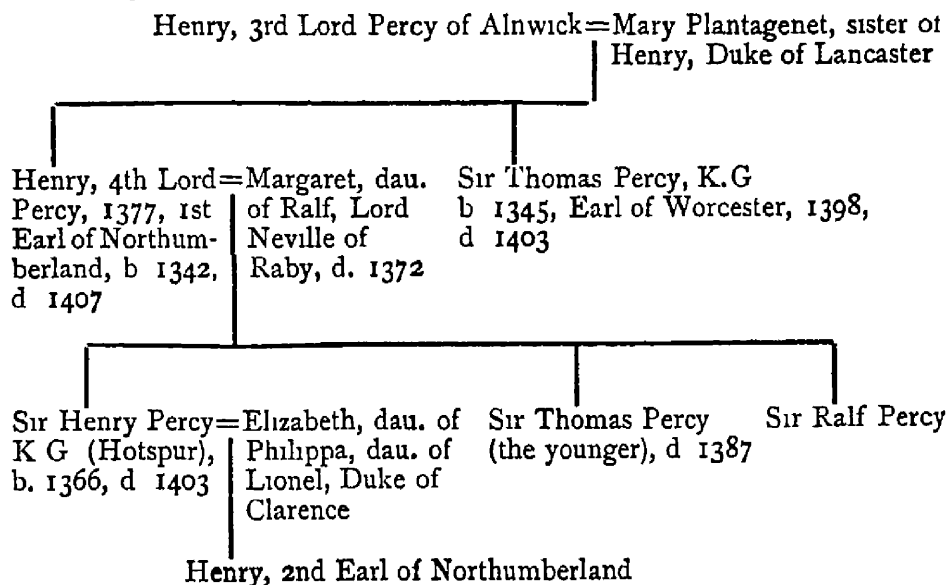 Henry, 3rd Lord Percy of Alnwick=Mary Plantagenet, sister of
Henry, Duke of Lancaster
Henry, 4th Lord=Margaret, dau.
Percy, 1377, 1st
of Ralf, Lord
Earl of Northum-
Neville of
berland, b 1342,
Raby, d. 1372
d 1407
Sir Thomas Percy, K.G
b 1345, Earl of Worcester, 1398,
d 1403
Sir Henry Percy=Elizabeth, dau. of
K G (Hotspur),
Philippa, dau. of
b. 1366, d 1403
Lionel, Duke of
Clarence
Sir Thomas Percy
(the younger), d 1387
Sir Ralf Percy
Henry, 2nd Earl of Northumberland